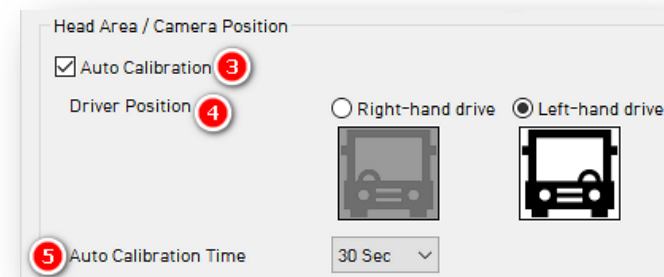 Head Area / Camera Position
Auto Calibration 3
Driver Position 4 Right-hand drive Left-hand drive
5 Auto Calibration Time 30 Sec